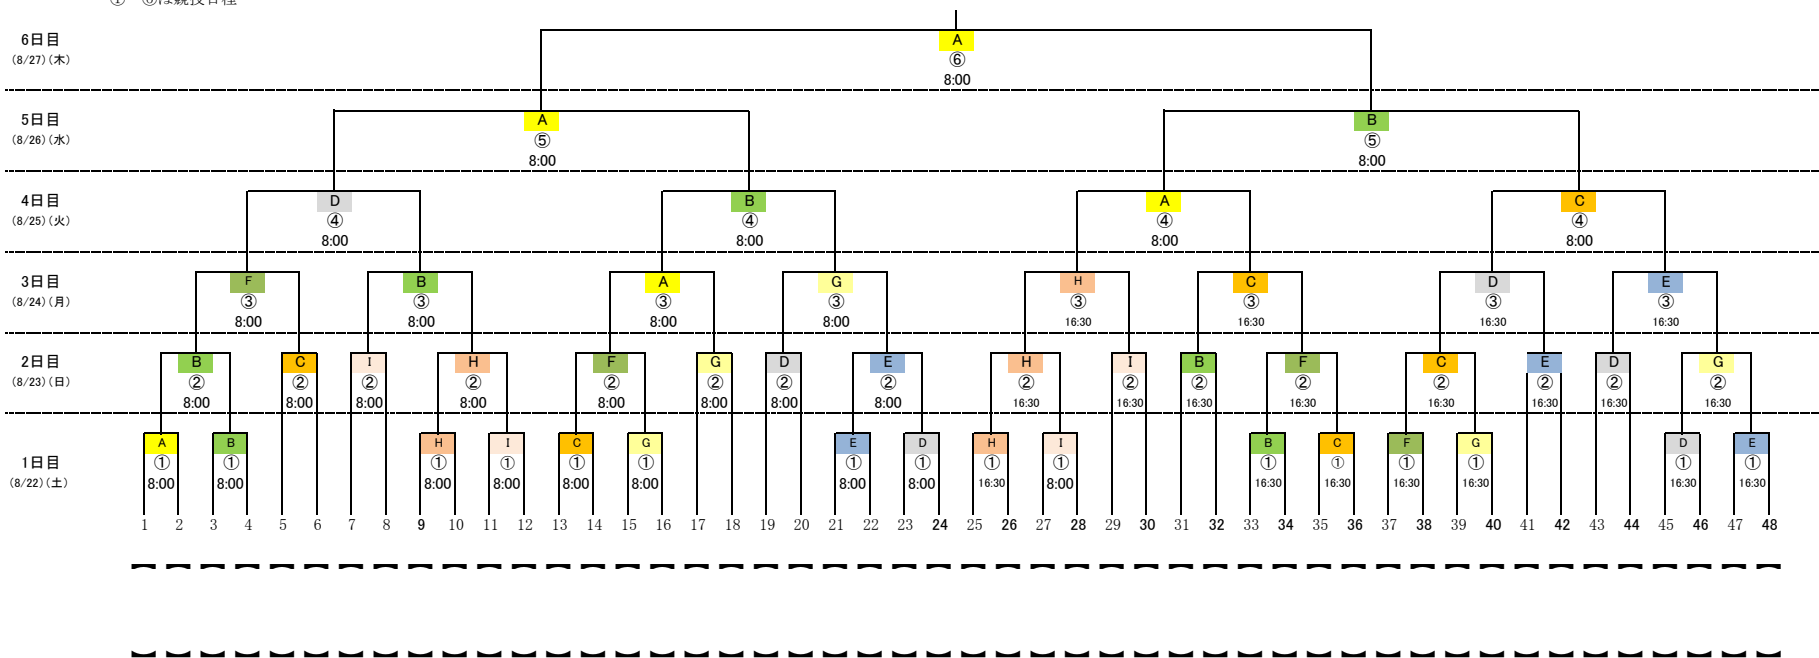 ①　⑥は競技日程
6日目
(8/27)(木)
A
⑥
8:00
5日目
(8/26)(水)
A B
⑤ ⑤
8:00 8:00
4日目
(8/25)(火)
D B A C
④ ④ ④ ④
8:00 8:00 8:00 8:00
3日目
(8/24)(月)
F B A G H C D E
③ ③ ③ ③ ③ ③ ③ ③
8:00 8:00 8:00 8:00 16:30 16:30 16:30 16:30
2日目
(8/23)(日)
B C I H F G D E H I B F C E D G
② ② ② ② ② ② ② ② ② ② ② ② ② ② ② ②
8:00 8:00 8:00 8:00 8:00 8:00 8:00 8:00 16:30 16:30 16:30 16:30 16:30 16:30 16:30 16:30
1日目
(8/22)(土)
A B H I C G E D H I B C F G D E
① ① ① ① ① ① ① ① ① ① ① ① ① ① ① ①
8:00 8:00 8:00 8:00 8:00 8:00 8:00 8:00 16:30 8:00 16:30 16:30 16:30 16:30 16:30 16:30
1 2 3 4 5 6 7 8 9 10 11 12 13 14 15 16 17 18 19 20 21 22 23 24 25 26 27 28 29 30 31 32 33 34 35 36 37 38 39 40 41 42 43 44 45 46 47 48